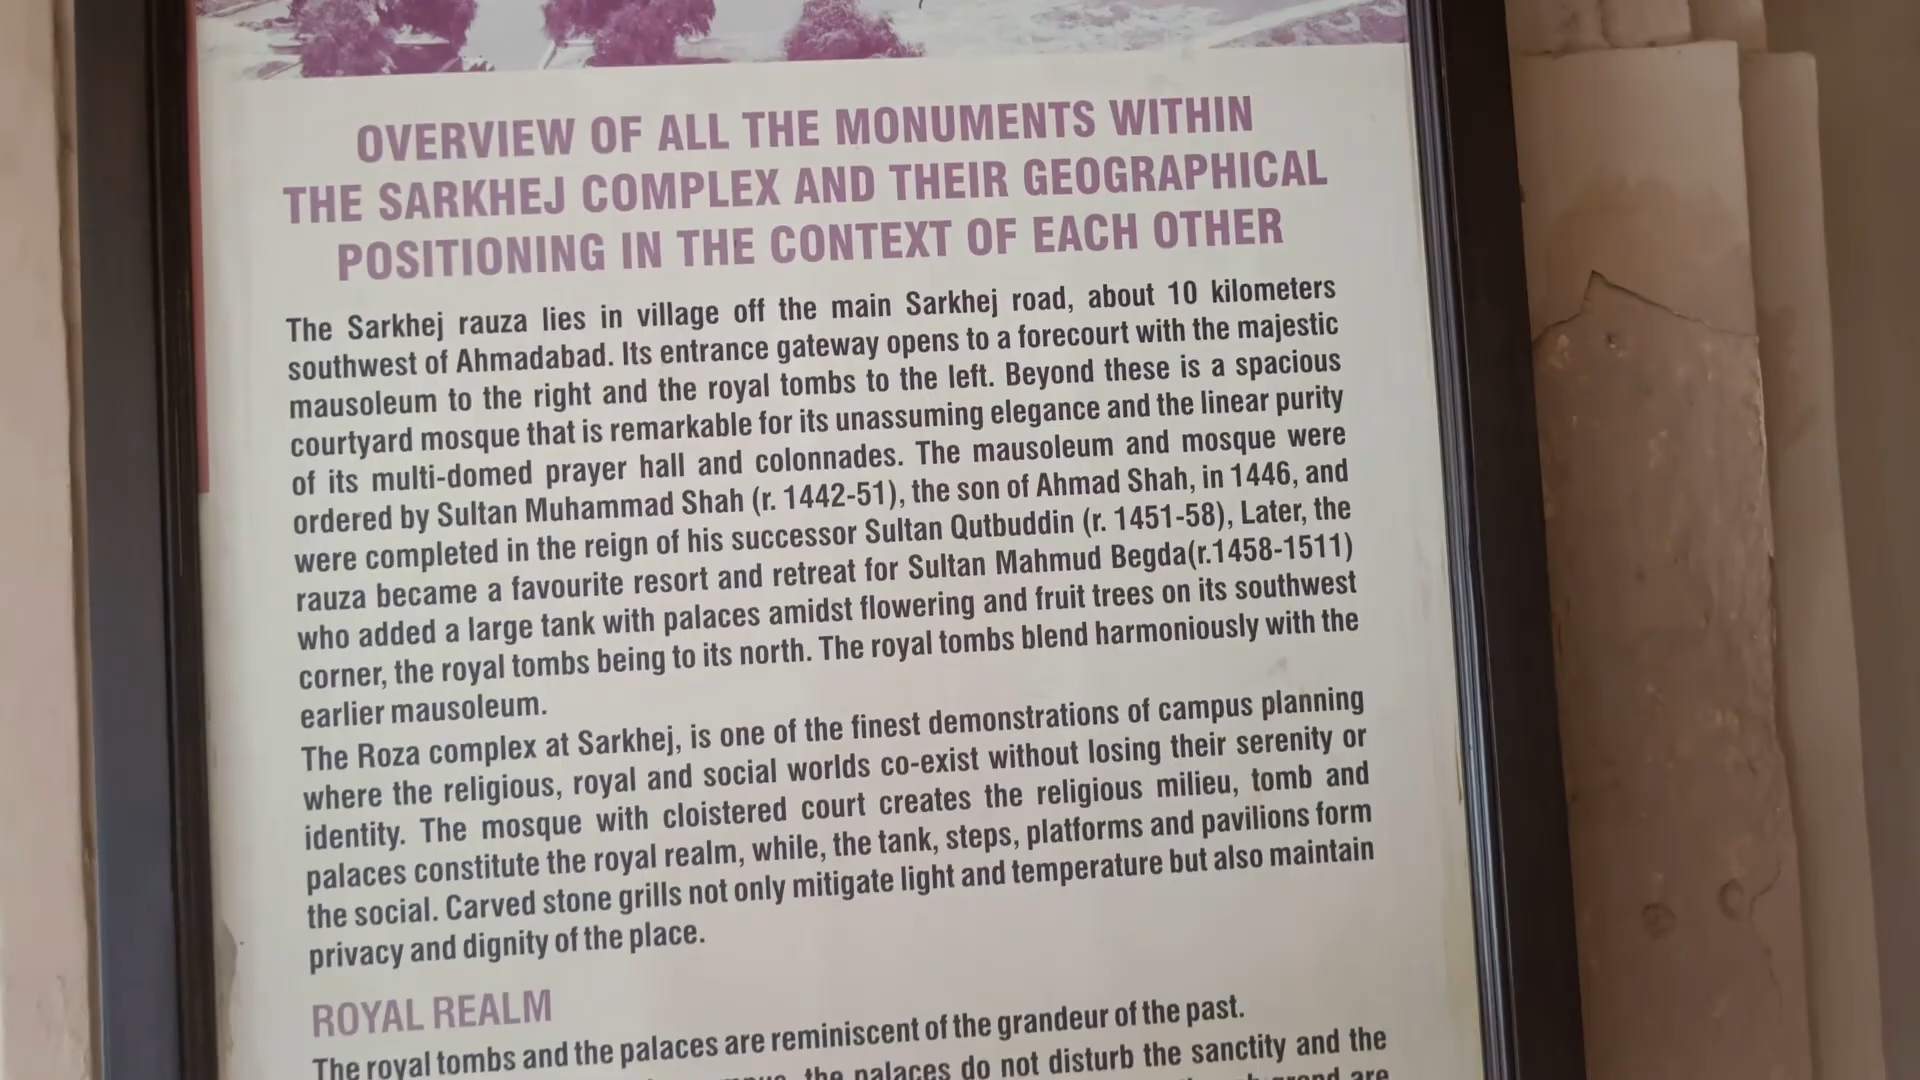 OVERVIEW OF ALL THE MONUMENTS WITHIN
THE SARKHEJ COMPLEX AND THEIR GEOGRAPHICAL
POSITIONING IN THE CONTEXT OF EACH OTHER
The Sarkhej rauza lies in village off the main Sarkhej road, about 10 kilometers
southwest of Ahmadabad. Its entrance gateway opens to a forecourt with the majestic
mausoleum to the right and the royal tombs to the left. Beyond these is a spacious
courtyard mosque that is remarkable for its unassuming elegance and the linear purity
of its multi-domed prayer hall and colonnades. The mausoleum and mosque were
ordered by Sultan Muhammad Shah (r. 1442-51), the son of Ahmad Shah, in 1446, and
were completed in the reign of his successor Sultan Qutbuddin (r. 1451-58), Later, the
rauza became a favourite resort and retreat for Sultan Mahmud Begda(r.1458-1511)
who added a large tank with palaces amidst flowering and fruit trees on its southwest
corner, the royal tombs being to its north. The royal tombs blend harmoniously with the
earlier mausoleum.
The Roza complex at Sarkhej, is one of the finest demonstrations of campus planning
where the religious, royal and social worlds co-exist without losing their serenity or
identity. The mosque with cloistered court creates the religious milieu, tomb and
palaces constitute the royal realm, while, the tank, steps, platforms and pavilions form
the social. Carved stone grills not only mitigate light and temperature but also maintain
privacy and dignity of the place.
ROYAL REALM
The royal tombs and the palaces are reminiscent of the grandeur of the past.
the palaces do not disturb the sanctity and the
are